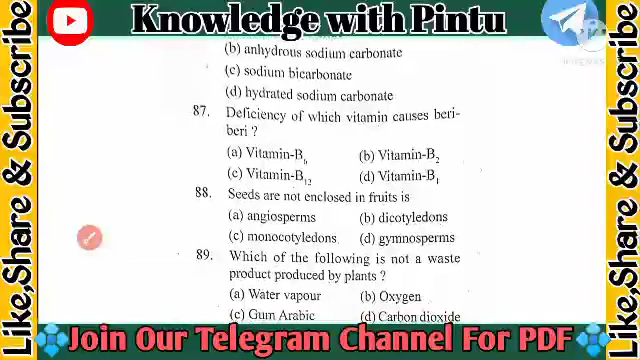 Knowledge with Pintu
Like,Share & Subscribe
(b) anhydrous sodium carbonate
(c) sodium bicarbonate
(d) hydrated sodium carbonate
87. Deficiency of which vitamin causes beri-
beri ?
(a) Vitamin-B6 (b) Vitamin-B2
(c) Vitamin-B12 (d) Vitamin-B1
88. Seeds are not enclosed in fruits is
(a) angiosperms (b) dicotyledons
(c) monocotyledons (d) gymnosperms
89. Which of the following is not a waste
product produced by plants ?
(a) Water vapour (b) Oxygen
(c) Gum Arabic (d) Carbon dioxide
Like,Share & Subscribe
Join Our Telegram Channel For PDF